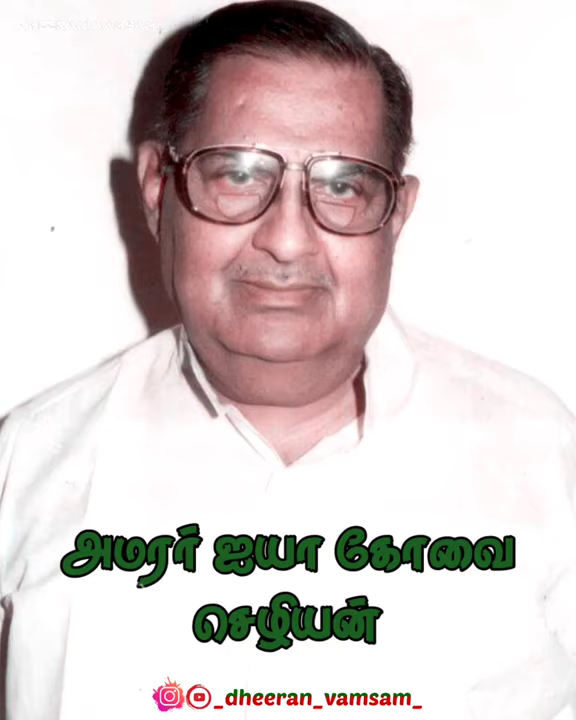 அமரர் ஐயா கோவை
செழியன்
_dheeran_vamsam_